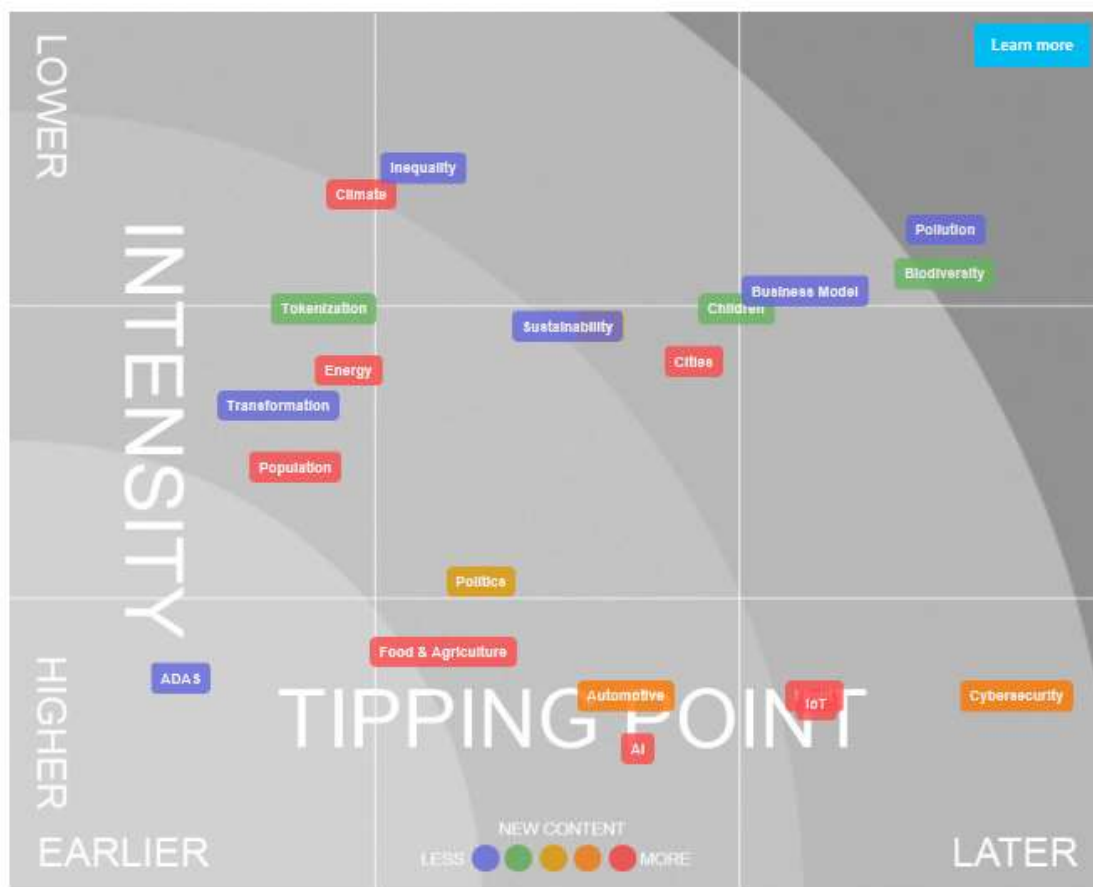 LOWER
Learn more
Inequality
Climate
INTENSITY
Pollution
Biodiversity
Business Model
Tokenization
Children
Sustainability
Cities
Energy
Transformation
Population
Politics
Food & Agriculture
HIGHER
ADAS
TIPPING POINT
Automotive
IoT
Cybersecurity
AI
NEW CONTENT
LESS
MORE
EARLIER
LATER